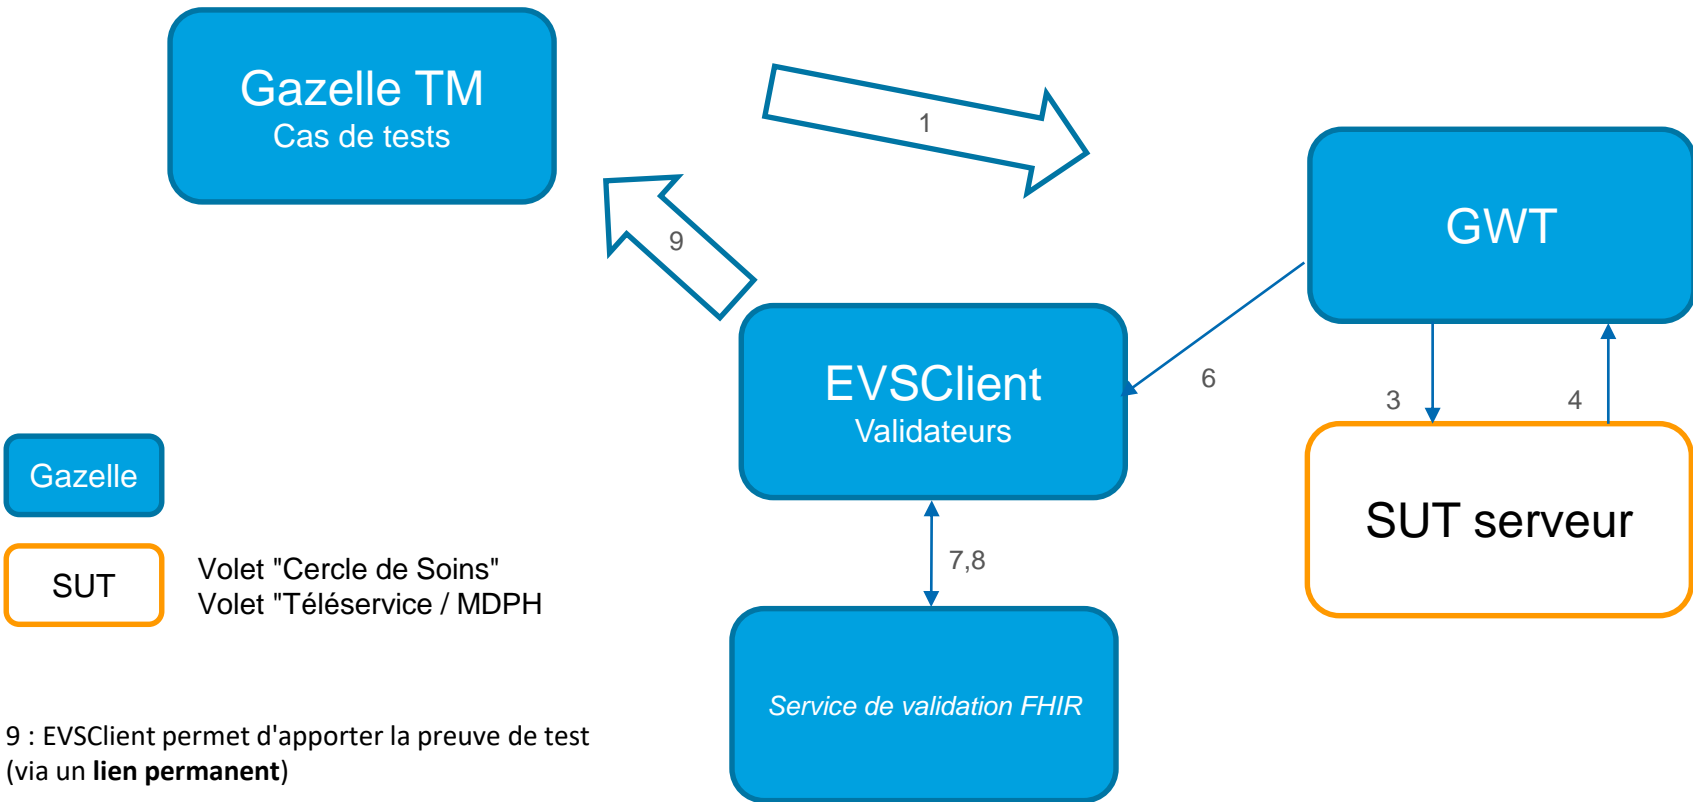 Gazelle TM
Cas de tests
1
GWT
9
EVSClient
Validateurs
6
3
4
SUT serveur
Gazelle
7,8
SUT
Volet "Cercle de Soins"
Volet "Téléservice / MDPH
Service de validation FHIR
9 : EVSClient permet d'apporter la preuve de test
(via un lien permanent)